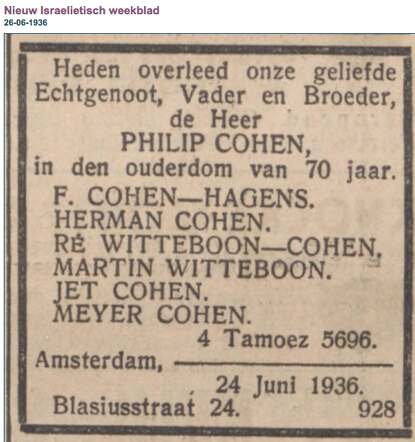 Nieuw Israelietisch weekblad
26-06-1936
Heden overleed onze geliefde
Echtgenoot, Vader en Broeder,
de Heer
PHILIP COHEN,
in den ouderdom van 70 jaar.
F. COHEN—HAGENS.
HERMAN COHEN.
RÉ WITTEBOON—COHEN.
MARTIN WITTEBOON.
JET COHEN.
MEYER COHEN.
4 Tamoez 5696.
Amsterdam,
24 Juni 1936.
Blasiusstraat 24. 928